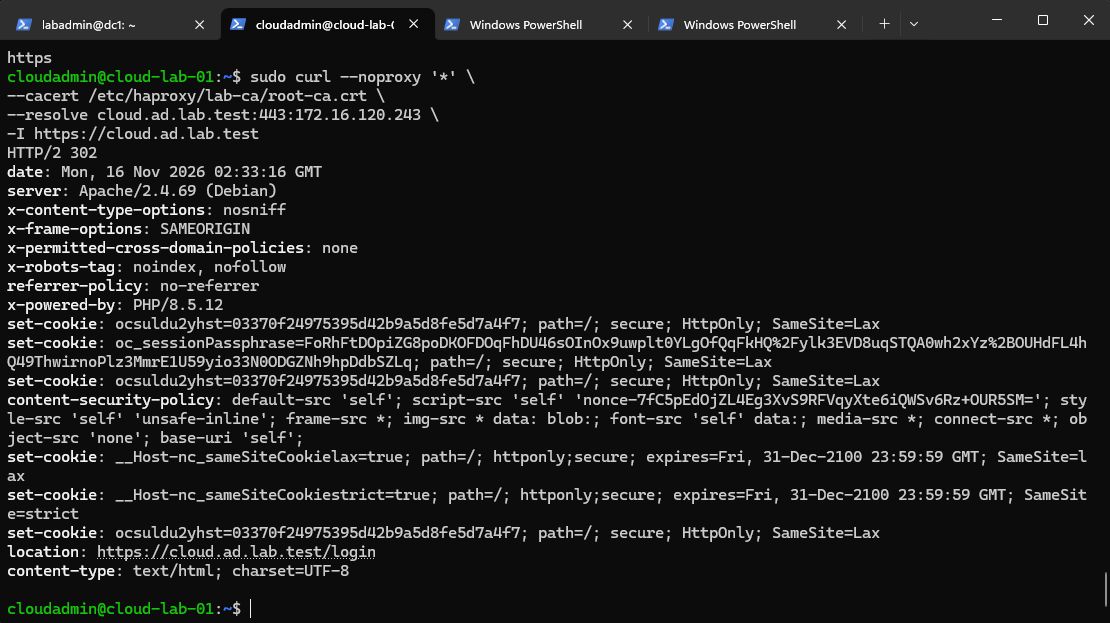 labadmin@dc1: ~
cloudadmin@cloud-lab-0
Windows PowerShell
Windows PowerShell
https
cloudadmin@cloud-lab-01:~$ sudo curl --noproxy '*' \
--cacert /etc/haproxy/lab-ca/root-ca.crt \
--resolve cloud.ad.lab.test:443:172.16.120.243 \
-I https://cloud.ad.lab.test
HTTP/2 302
date: Mon, 16 Nov 2026 02:33:16 GMT
server: Apache/2.4.69 (Debian)
x-content-type-options: nosniff
x-frame-options: SAMEORIGIN
x-permitted-cross-domain-policies: none
x-robots-tag: noindex, nofollow
referrer-policy: no-referrer
x-powered-by: PHP/8.5.12
set-cookie: ocsuldu2yhst=03370f24975395d42b9a5d8fe5d7a4f7; path=/; secure; HttpOnly; SameSite=Lax
set-cookie: oc_sessionPassphrase=FoRhFtDOpiZG8poDKOFDOqFhDU46sOInOx9uwplt0YLgOfQqFkHQ%2Fylk3EVD8uqSTQA0wh2xYz%2BOUHdFL4h
Q49ThwirnoPlz3MmrE1U59yio33N0ODGZNh9hpDdbSZLq; path=/; secure; HttpOnly; SameSite=Lax
set-cookie: ocsuldu2yhst=03370f24975395d42b9a5d8fe5d7a4f7; path=/; secure; HttpOnly; SameSite=Lax
content-security-policy: default-src 'self'; script-src 'self' 'nonce-7fC5pEdOjZL4Eg3XvS9RFVqyXte6iQWSv6Rz+OUR5SM='; sty
le-src 'self' 'unsafe-inline'; frame-src *; img-src * data: blob:; font-src 'self' data:; media-src *; connect-src *; ob
ject-src 'none'; base-uri 'self';
set-cookie: __Host-nc_sameSiteCookielax=true; path=/; httponly;secure; expires=Fri, 31-Dec-2100 23:59:59 GMT; SameSite=l
ax
set-cookie: __Host-nc_sameSiteCookiestrict=true; path=/; httponly;secure; expires=Fri, 31-Dec-2100 23:59:59 GMT; SameSit
e=strict
set-cookie: ocsuldu2yhst=03370f24975395d42b9a5d8fe5d7a4f7; path=/; secure; HttpOnly; SameSite=Lax
location: https://cloud.ad.lab.test/login
content-type: text/html; charset=UTF-8
cloudadmin@cloud-lab-01:~$